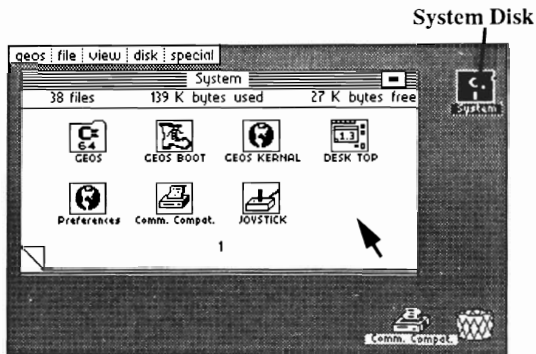 System Disk
geos file view disk special
System
38 files 139 K bytes used 27 K bytes free
C=
64
1.3
GEOS GEOS BOOT GEOS KERNAL DESK TOP
Preferences Comm. Compat. JOYSTICK
1
System
Comm. Compat.